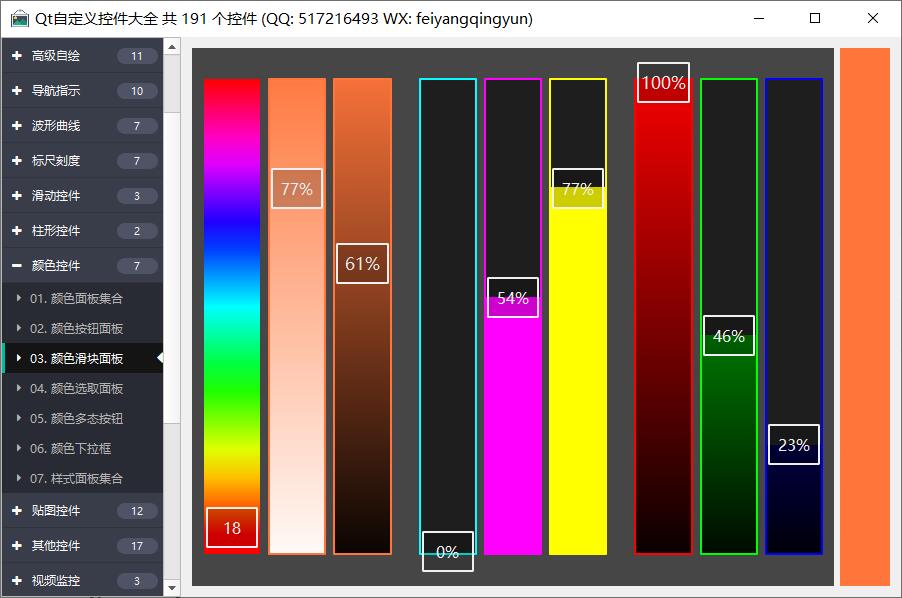 Qt自定义控件大全 共 191 个控件 (QQ: 517216493 WX: feiyangqingyun)
高级自绘 11
导航指示 10
波形曲线 7
标尺刻度 7
滑动控件 3
柱形控件 2
颜色控件 7
01. 颜色面板集合
02. 颜色按钮面板
03. 颜色滑块面板
04. 颜色选取面板
05. 颜色多态按钮
06. 颜色下拉框
07. 样式面板集合
贴图控件 12
其他控件 17
视频监控 3
18
77%
61%
0%
54%
77%
100%
46%
23%